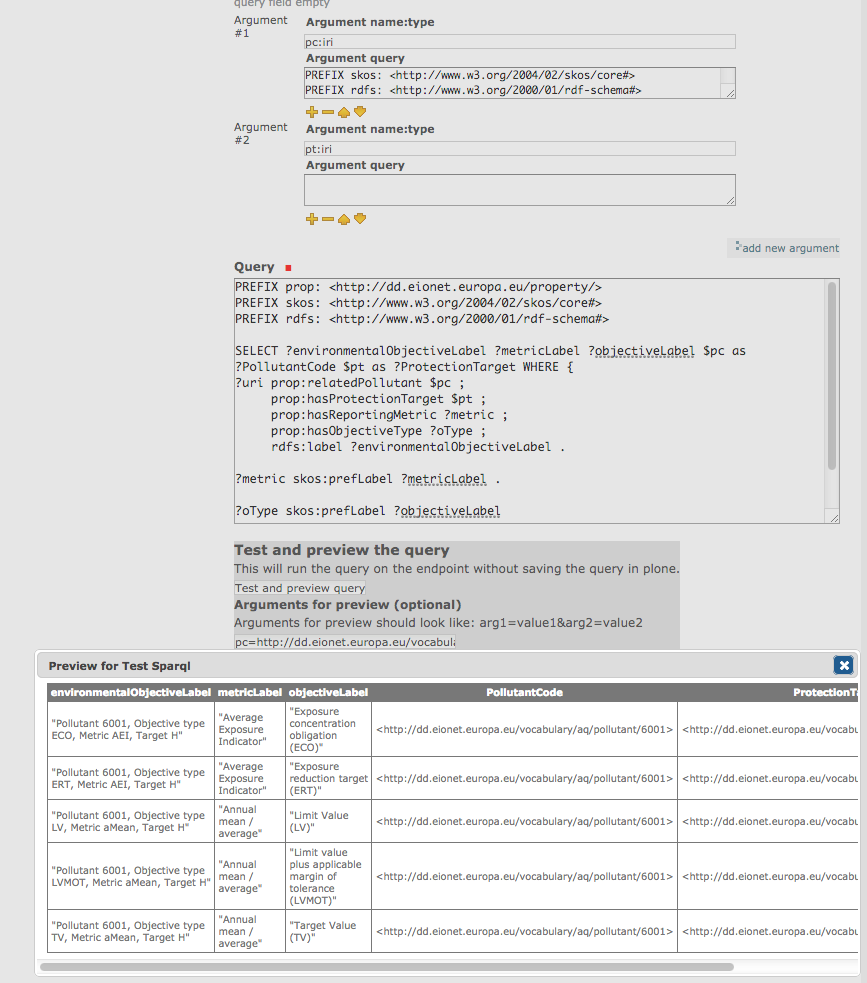 query field empty
Argument
#1
Argument name:type
pc:iri
Argument query
PREFIX skos: <http://www.w3.org/2004/02/skos/core#>
PREFIX rdfs: <http://www.w3.org/2000/01/rdf-schema#>
Argument
#2
Argument name:type
pt:iri
Argument query
add new argument
Query
PREFIX prop: <http://dd.eionet.europa.eu/property/>
PREFIX skos: <http://www.w3.org/2004/02/skos/core#>
PREFIX rdfs: <http://www.w3.org/2000/01/rdf-schema#>
SELECT ?environmentalObjectiveLabel ?metricLabel ?objectiveLabel $pc as
?PollutantCode $pt as ?ProtectionTarget WHERE {
?uri prop:relatedPollutant $pc ;
prop:hasProtectionTarget $pt ;
prop:hasReportingMetric ?metric ;
prop:hasObjectiveType ?oType ;
rdfs:label ?environmentalObjectiveLabel .
?metric skos:prefLabel ?metricLabel .
?oType skos:prefLabel ?objectiveLabel
Test and preview the query
This will run the query on the endpoint without saving the query in plone.
Test and preview query
Arguments for preview (optional)
Arguments for preview should look like: arg1=value1&arg2=value2
pc=http://dd.eionet.europa.eu/vocabula
Preview for Test Sparql
environmentalObjectiveLabel metricLabel objectiveLabel PollutantCode ProtectionTa
"Pollutant 6001, Objective type
ECO, Metric AEI, Target H"
"Average
Exposure
Indicator"
"Exposure
concentration
obligation
(ECO)"
<http://dd.eionet.europa.eu/vocabulary/aq/pollutant/6001>
<http://dd.eionet.europa.eu/vocabu
"Pollutant 6001, Objective type
ERT, Metric AEI, Target H"
"Average
Exposure
Indicator"
"Exposure
reduction target
(ERT)"
<http://dd.eionet.europa.eu/vocabulary/aq/pollutant/6001>
<http://dd.eionet.europa.eu/vocabu
"Pollutant 6001, Objective type
LV, Metric aMean, Target H"
"Annual
mean /
average"
"Limit Value
(LV)"
<http://dd.eionet.europa.eu/vocabulary/aq/pollutant/6001>
<http://dd.eionet.europa.eu/vocabu
"Pollutant 6001, Objective type
LVMOT, Metric aMean, Target H"
"Annual
mean /
average"
"Limit value
plus applicable
margin of
tolerance
(LVMOT)"
<http://dd.eionet.europa.eu/vocabulary/aq/pollutant/6001>
<http://dd.eionet.europa.eu/vocabu
"Pollutant 6001, Objective type
TV, Metric aMean, Target H"
"Annual
mean /
average"
"Target Value
(TV)"
<http://dd.eionet.europa.eu/vocabulary/aq/pollutant/6001>
<http://dd.eionet.europa.eu/vocabu